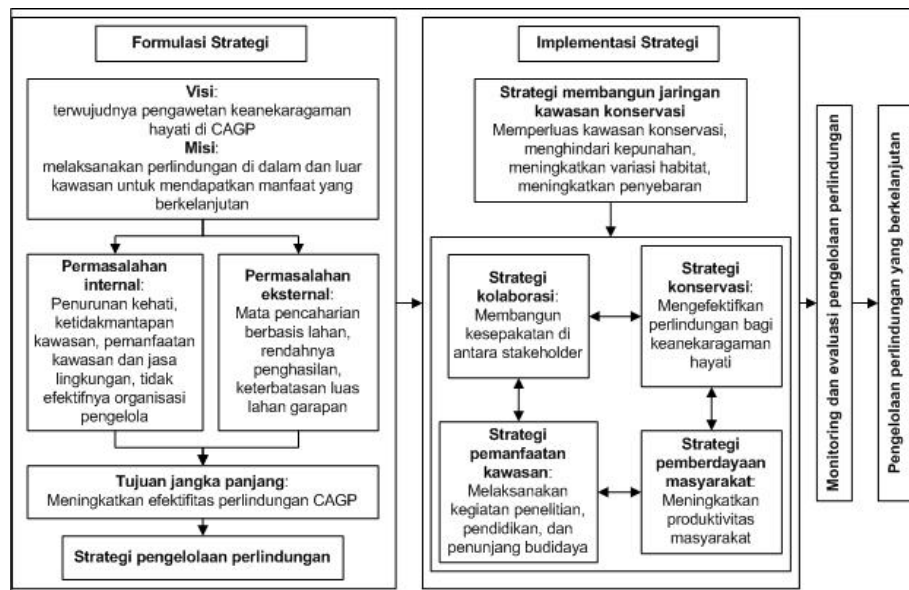 Formulasi Strategi
Visi:
terwujudnya pengawetan keanekaragaman
hayati di CAGP
Misi:
melaksanakan perlindungan di dalam dan luar
kawasan untuk mendapatkan manfaat yang
berkelanjutan
Permasalahan
internal:
Penurunan kehati,
ketidakmantapan
kawasan, pemanfaatan
kawasan dan jasa
lingkungan, tidak
efektifnya organisasi
pengelola
Permasalahan
eksternal:
Mata pencaharian
berbasis lahan,
rendahnya
penghasilan,
keterbatasan luas
lahan garapan
Tujuan jangka panjang:
Meningkatkan efektifitas perlindungan CAGP
Strategi pengelolaan perlindungan
Implementasi Strategi
Strategi membangun jaringan
kawasan konservasi
Memperluas kawasan konservasi,
menghindari kepunahan,
meningkatkan variasi habitat,
meningkatkan penyebaran
Strategi
kolaborasi:
Membangun
kesepakatan di
antara stakeholder
Strategi
konservasi:
Mengefektifkan
perlindungan bagi
keanekaragaman
hayati
Strategi
pemanfaatan
kawasan:
Melaksanakan
kegiatan penelitian,
pendidikan, dan
penunjang budidaya
Strategi
pemberdayaan
masyarakat:
Meningkatkan
produktivitas
masyarakat
Monitoring dan evaluasi pengelolaan perlindungan
Pengelolaan perlindungan yang berkelanjutan